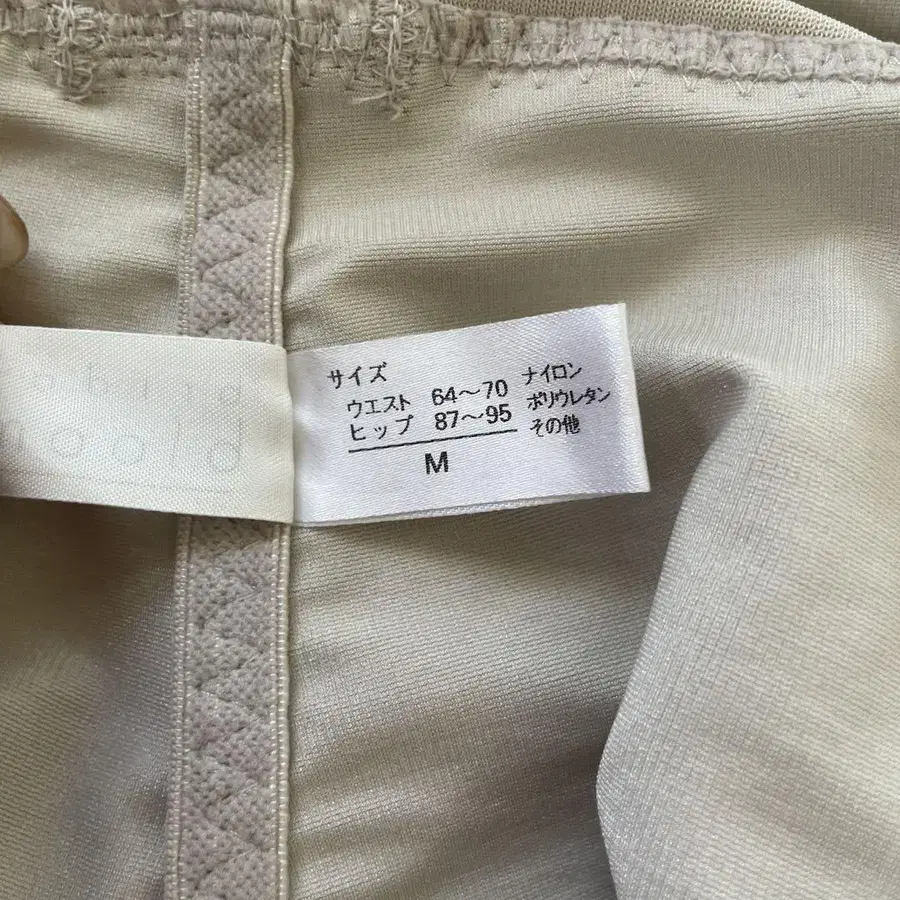 サイズ
ウエスト 64〜70
ヒップ 87〜95
M
ナイロン
ポリウレタン
その他